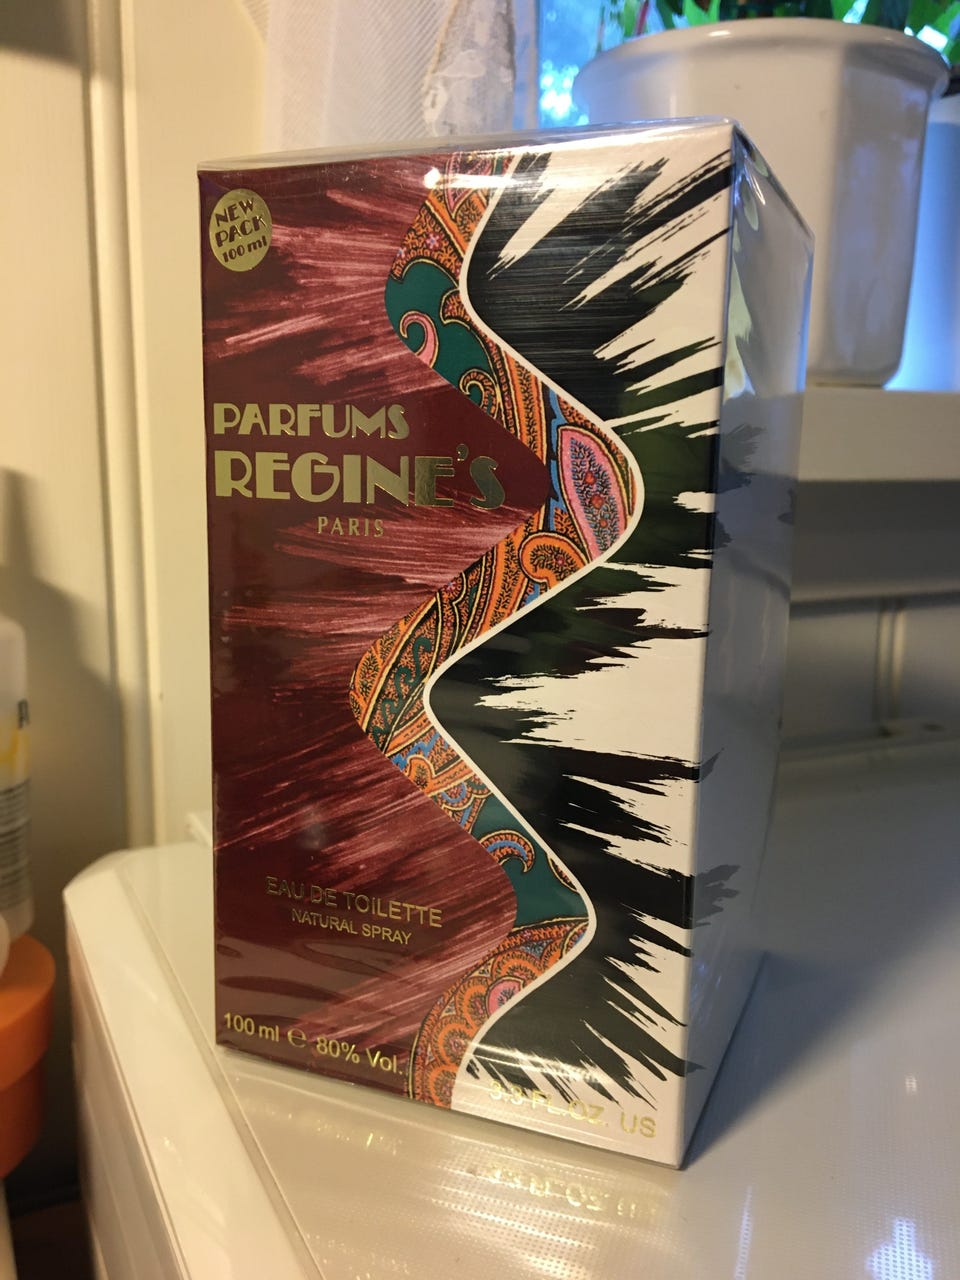 NEW
PACK
100 ml
PARFUMS
REGINE'S
PARIS
EAU DE TOILETTE
NATURAL SPRAY
100 ml ℮ 80% Vol.
3.3 FL.OZ. US